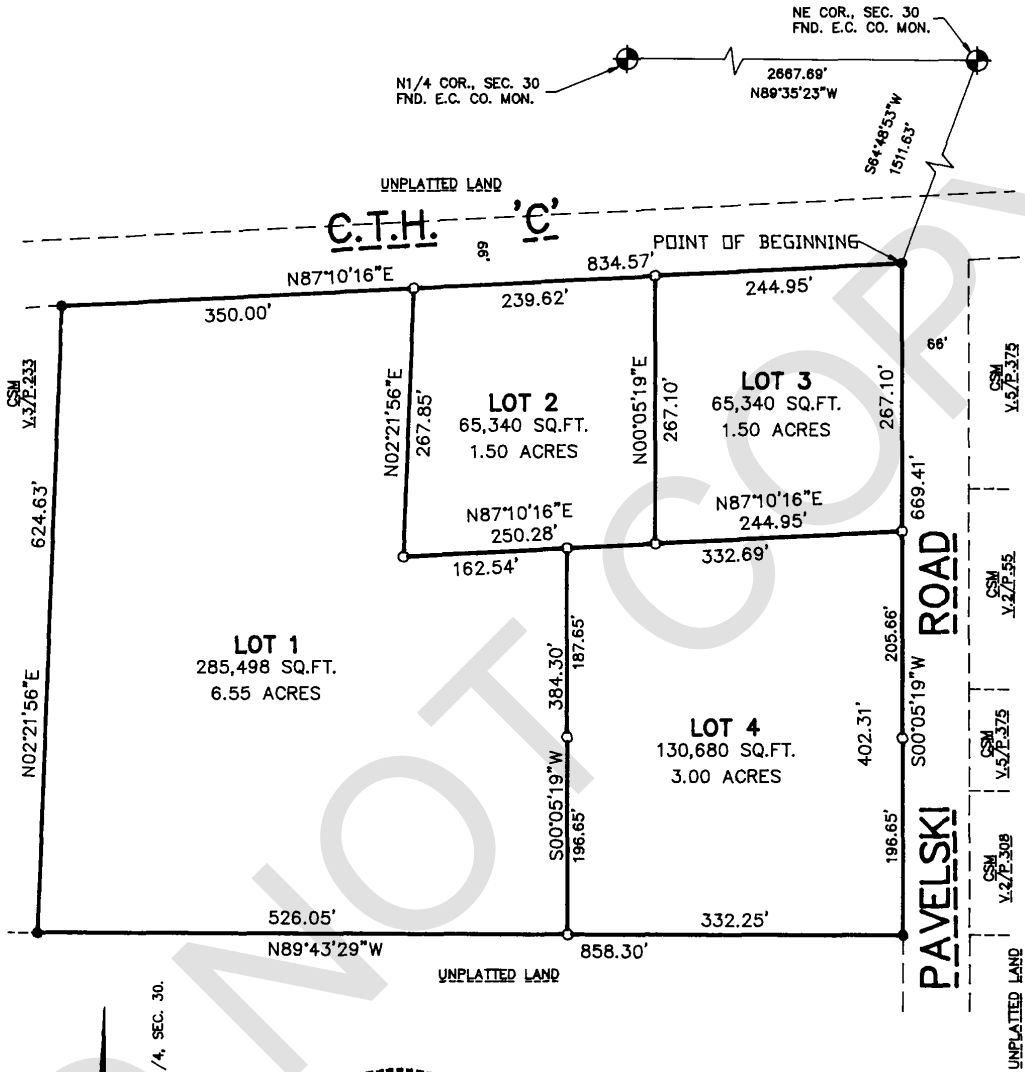 NE COR., SEC. 30
FND. E.C. CO. MON.
N1/4 COR., SEC. 30
FND. E.C. CO. MON.
2667.69'
N89°35'23"W
S64°48'53"W
1511.63'
UNPLATTED LAND
C.T.H. 'C'
66'
POINT OF BEGINNING
N87°10'16"E
834.57'
350.00'
239.62'
244.95'
CSM
V.3/P.233
624.63'
N02°21'56"E
N02°21'56"E
267.85'
LOT 2
65,340 SQ.FT.
1.50 ACRES
N00°05'19"E
267.10'
LOT 3
65,340 SQ.FT.
1.50 ACRES
267.10'
66'
669.41'
CSM
V.5/P.375
N87°10'16"E
250.28'
162.54'
N87°10'16"E
244.95'
332.69'
CSM
V.2/P.55
LOT 1
285,498 SQ.FT.
6.55 ACRES
187.65'
384.30'
S00°05'19"W
196.65'
LOT 4
130,680 SQ.FT.
3.00 ACRES
205.66'
402.31'
S00°05'19"W
196.65'
PAVELSKI ROAD
CSM
V.5/P.375
CSM
V.2/P.308
526.05'
N89°43'29"W
332.25'
858.30'
UNPLATTED LAND
UNPLATTED LAND
/4, SEC. 30.
NOT COPY